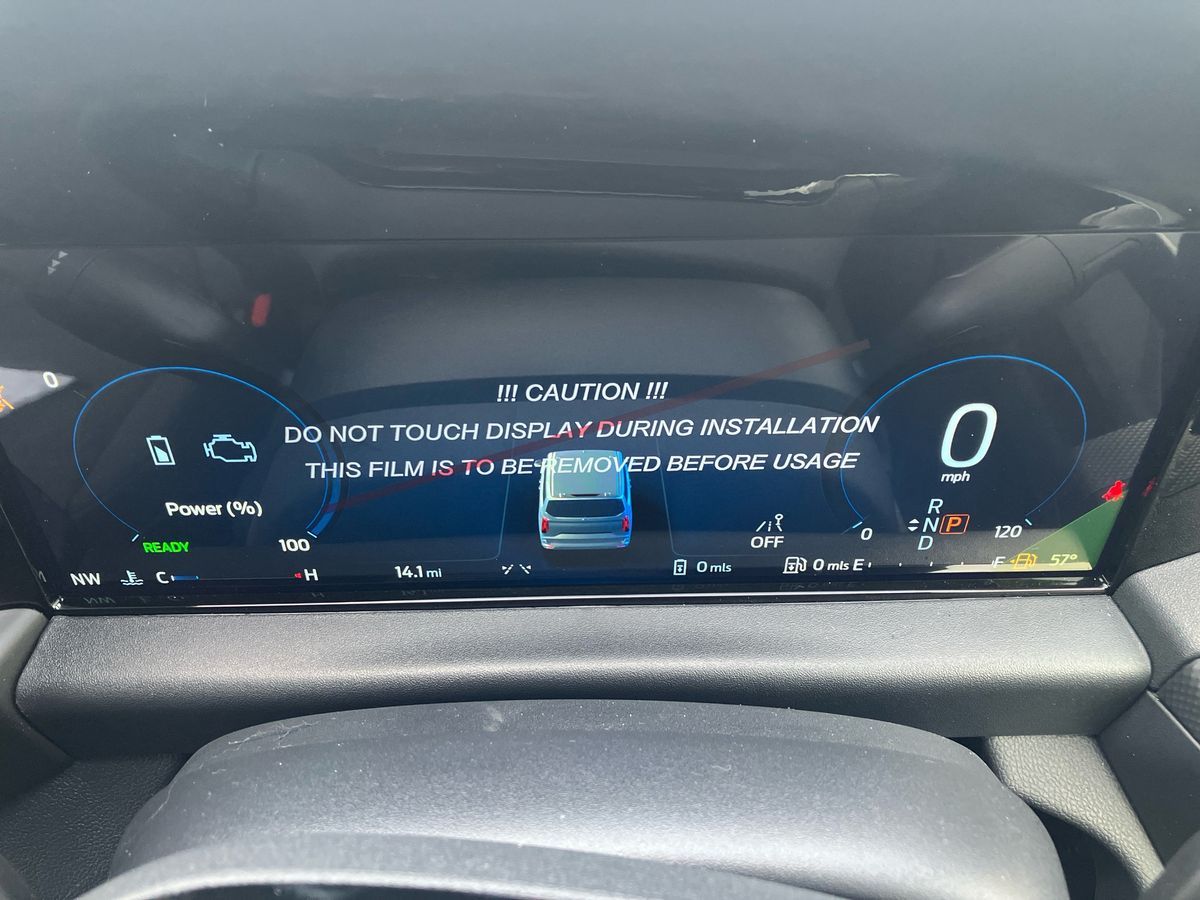 !!! CAUTION !!!
DO NOT TOUCH DISPLAY DURING INSTALLATION
THIS FILM IS TO BE REMOVED BEFORE USAGE
0
0
mph
Power (%)
READY
100
R
N P
D
0
120
OFF
NW
C
H
14.1 mi
0 mls
0 mls E
F
57°